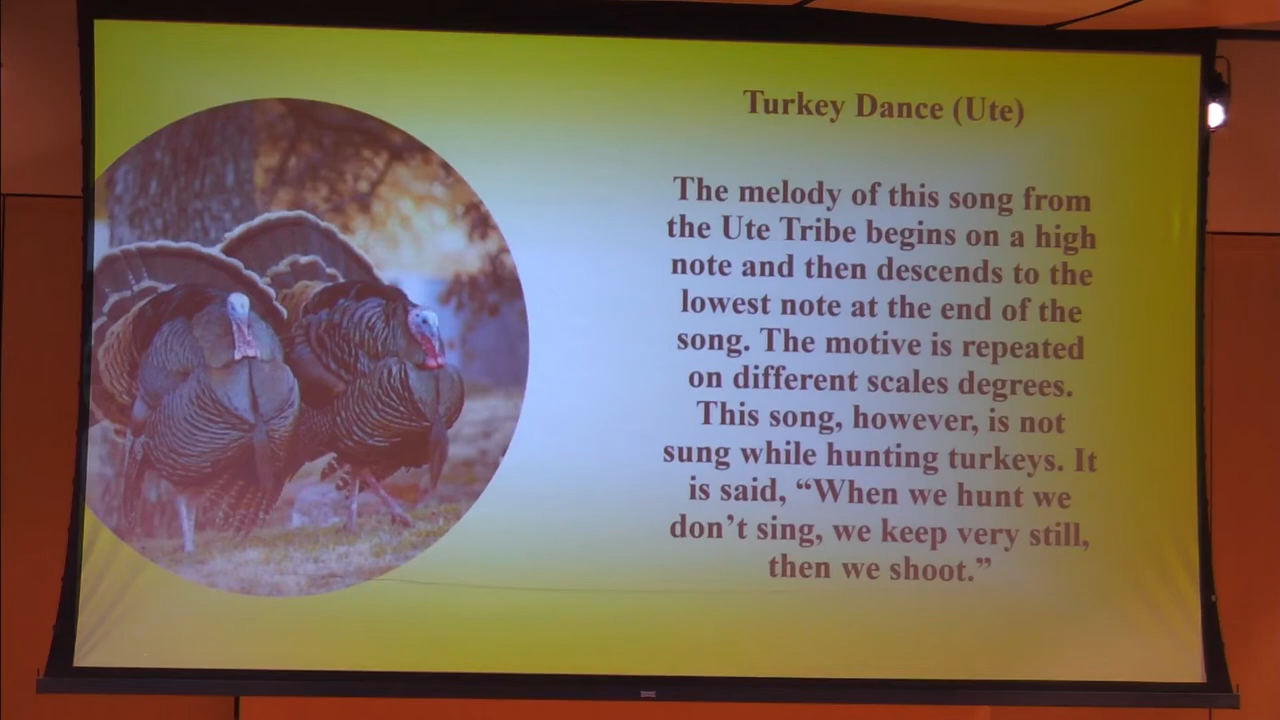 Turkey Dance (Ute)
The melody of this song from
the Ute Tribe begins on a high
note and then descends to the
lowest note at the end of the
song. The motive is repeated
on different scales degrees.
This song, however, is not
sung while hunting turkeys. It
is said, “When we hunt we
don’t sing, we keep very still,
then we shoot.”